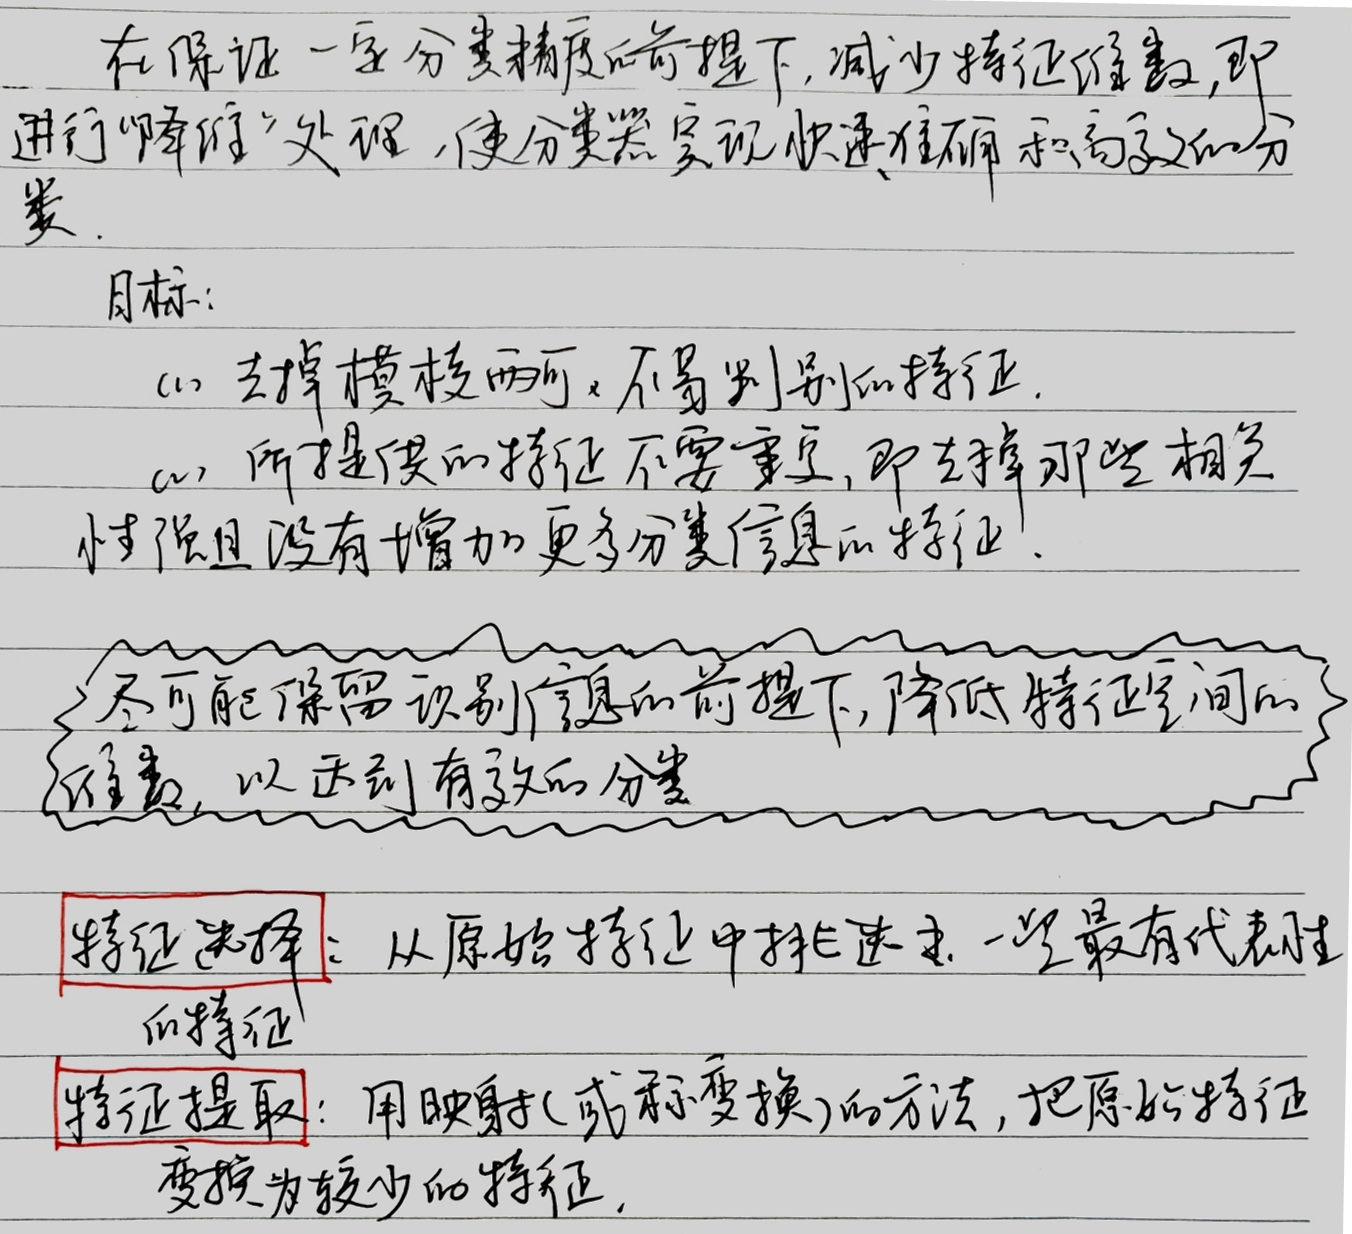 在保证一定分类精度的前提下,减少特征维数,即
进行“降维”处理,使分类器实现快速、准确和高效的分
类.
目标:
(1) 去掉模棱两可、不易判别的特征.
(2) 所提供的特征不要重复,即去掉那些相关
性强且没有增加更多分类信息的特征.
尽可能保留识别信息的前提下,降低特征空间的
维数,以达到有效的分类
特征选择: 从原始特征中挑选出一些最有代表性
的特征
特征提取: 用映射(或称变换)的方法,把原始特征
变换为较少的特征.